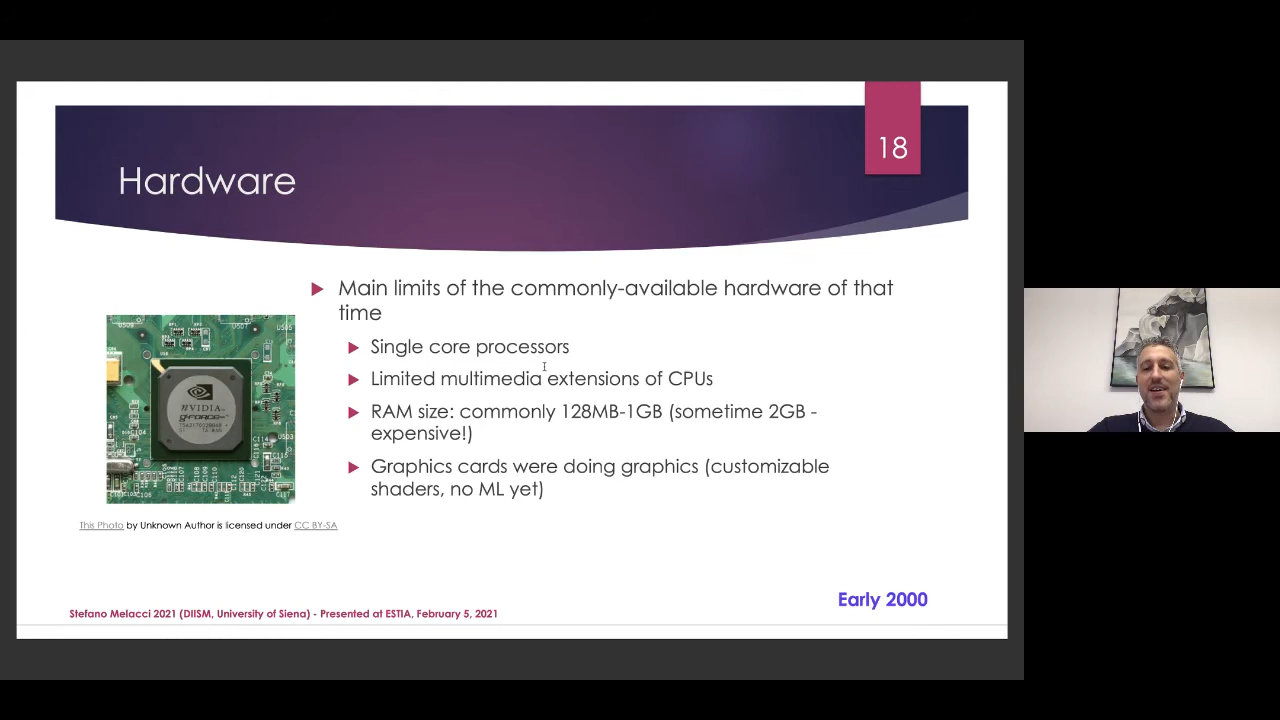 18
Hardware
Main limits of the commonly-available hardware of that
time
Single core processors
Limited multimedia extensions of CPUs
RAM size: commonly 128MB-1GB (sometime 2GB -
expensive!)
Graphics cards were doing graphics (customizable
shaders, no ML yet)
NVIDIA
This Photo by Unknown Author is licensed under CC BY-SA
Early 2000
Stefano Melacci 2021 (DIISM, University of Siena) - Presented at ESTIA, February 5, 2021